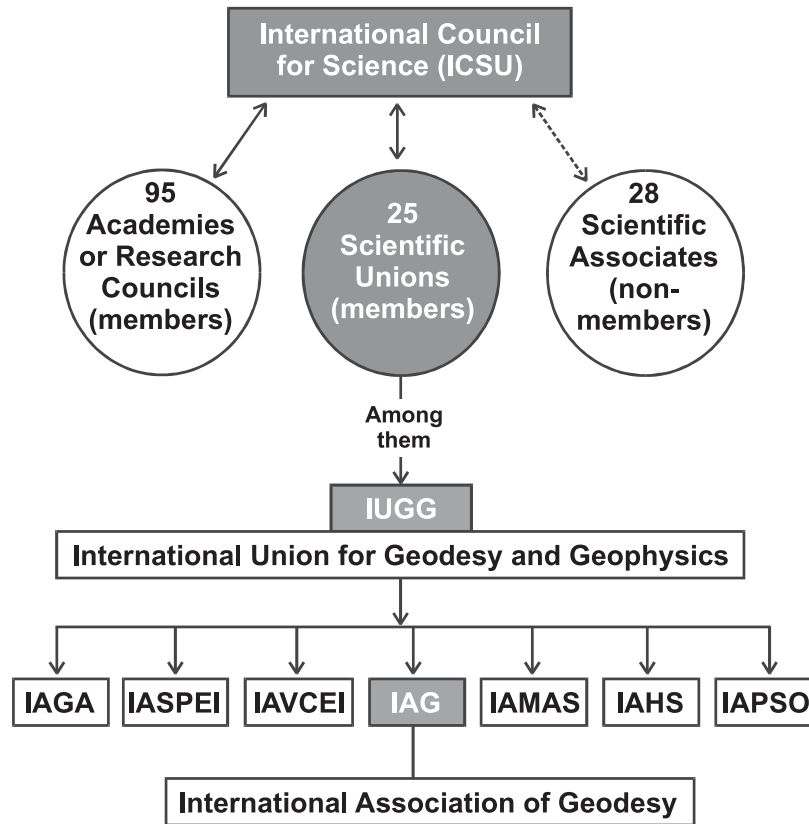 International Council
for Science (ICSU)
95
Academies
or Research
Councils
(members)
25
Scientific
Unions
(members)
28
Scientific
Associates
(non-
members)
Among
them
IUGG
International Union for Geodesy and Geophysics
IAGA
IASPEI
IAVCEI
IAG
IAMAS
IAHS
IAPSO
International Association of Geodesy